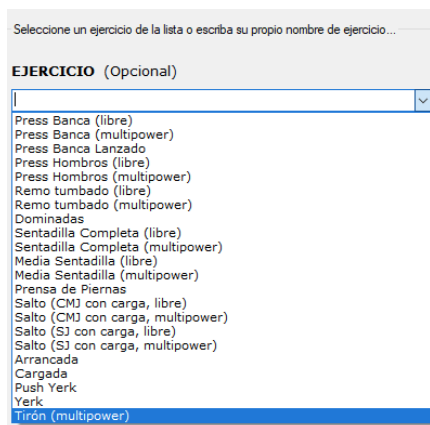 Seleccione un ejercicio de la lista o escriba su propio nombre de ejercicio...
EJERCICIO (Opcional)
Press Banca (libre)
Press Banca (multipower)
Press Banca Lanzado
Press Hombros (libre)
Press Hombros (multipower)
Remo tumbado (libre)
Remo tumbado (multipower)
Dominadas
Sentadilla Completa (libre)
Sentadilla Completa (multipower)
Media Sentadilla (libre)
Media Sentadilla (multipower)
Prensa de Piernas
Salto (CMJ con carga, libre)
Salto (CMJ con carga, multipower)
Salto (SJ con carga, libre)
Salto (SJ con carga, multipower)
Arrancada
Cargada
Push Yerk
Yerk
Tirón (multipower)